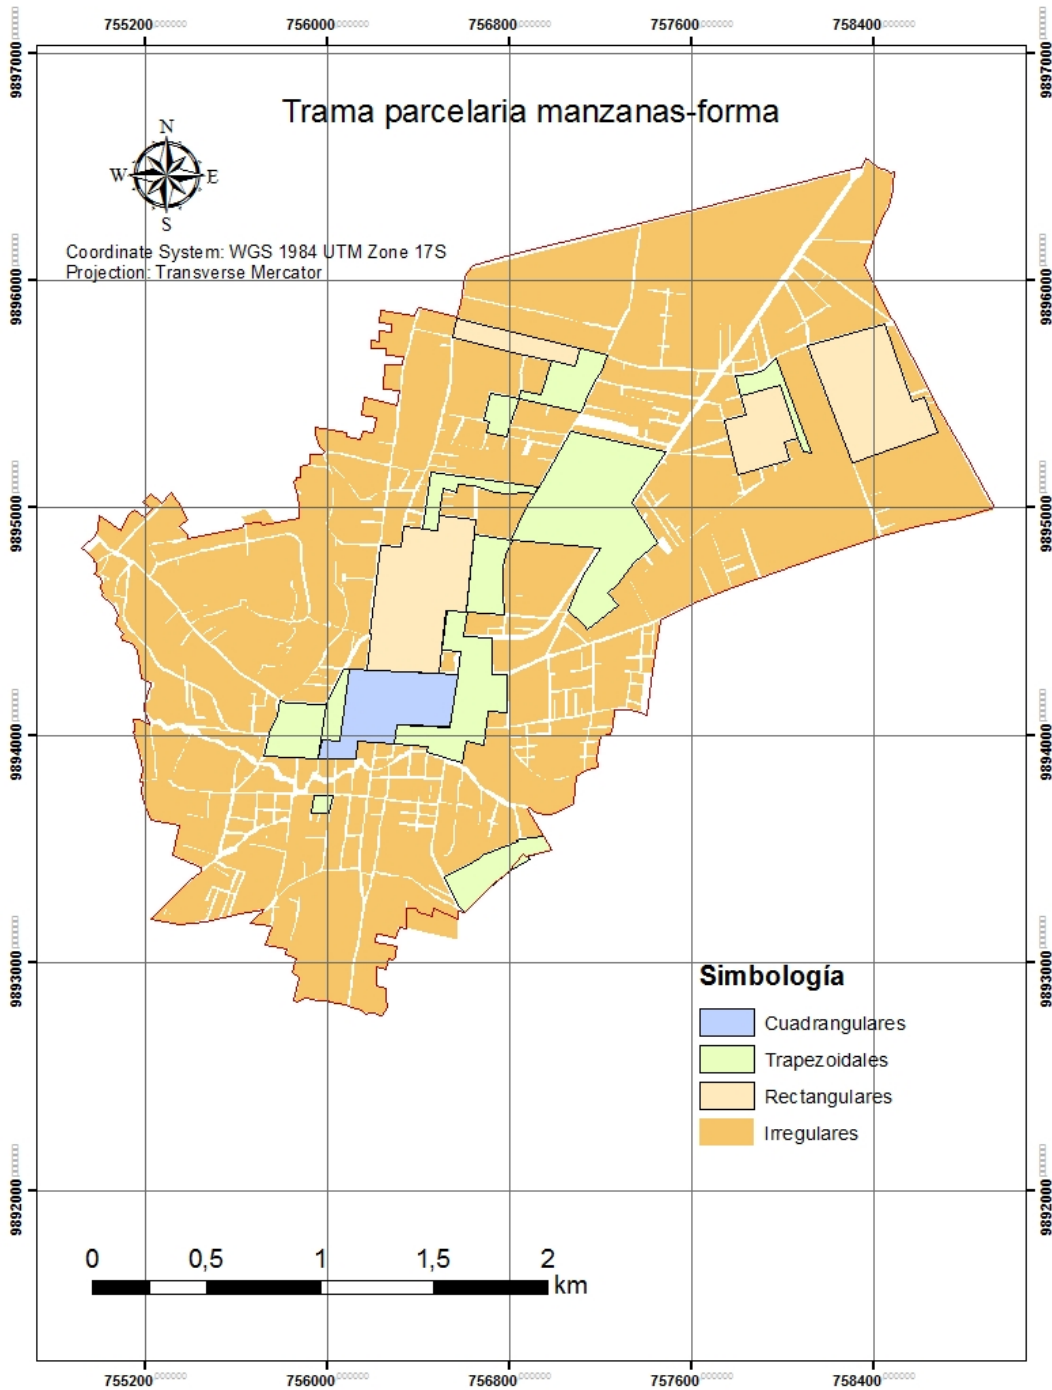 755200 756000 756800 757600 758400
9897000
9897000
Trama parcelaria manzanas-forma
N
W E
S
Coordinate System: WGS 1984 UTM Zone 17S
Projection: Transverse Mercator
9896000
9896000
9895000
9895000
9894000
9894000
9893000
9893000
Simbología
Cuadrangulares
Trapezoidales
Rectangulares
Irregulares
9892000
9892000
0 0,5 1 1,5 2
km
755200 756000 756800 757600 758400